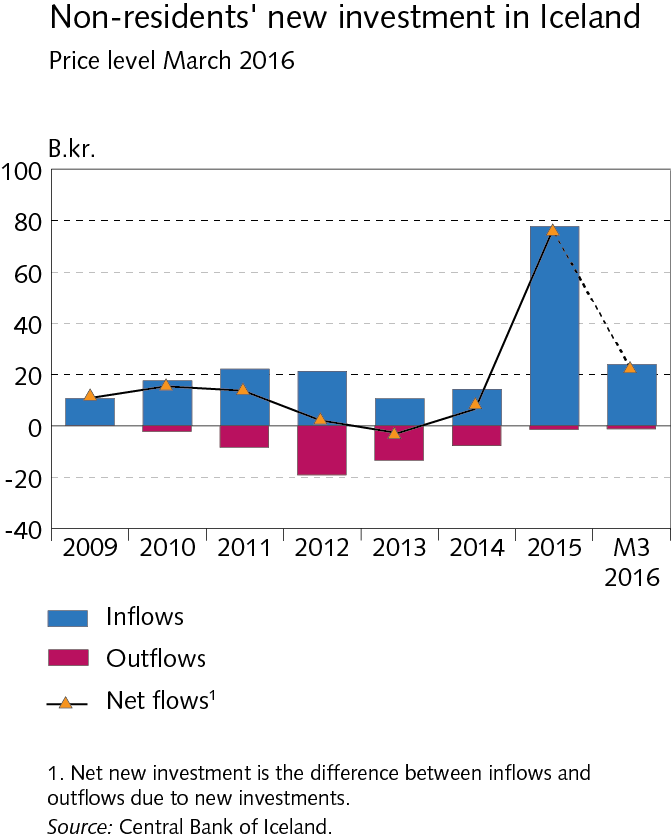 Non-residents' new investment in Iceland
Price level March 2016
B.kr.
100
80
60
40
20
0
-20
-40
2009 2010 2011 2012 2013 2014 2015 M3
2016
Inflows
Outflows
Net flows¹
1. Net new investment is the difference between inflows and
outflows due to new investments.
Source: Central Bank of Iceland.